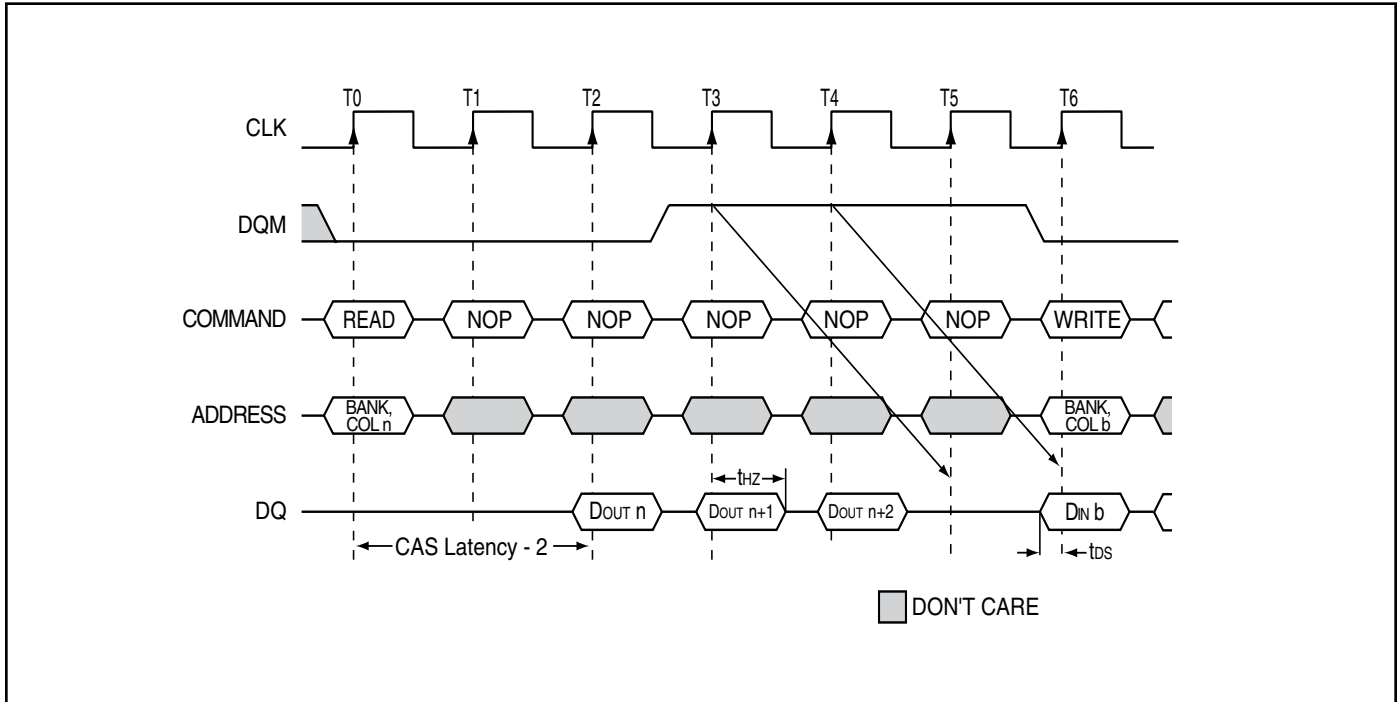 T0 T1 T2 T3 T4 T5 T6
CLK
DQM
COMMAND READ NOP NOP NOP NOP NOP WRITE
ADDRESS BANK, COL n BANK, COL b
tHZ
DQ DOUT n DOUT n+1 DOUT n+2 DIN b
CAS Latency - 2 tDS
DON'T CARE